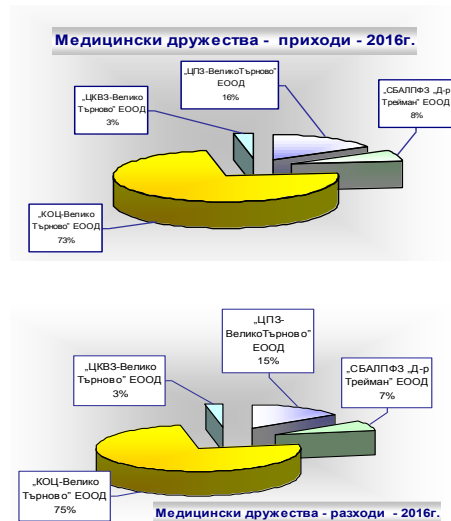 Медицински дружества - приходи - 2016г.
„ЦПЗ-ВеликоТърново”
ЕООД
16%
„ЦКВЗ-Велико
Търново” ЕООД
3%
„СБАЛПФЗ „Д-р
Трейман” ЕООД
8%
„КОЦ-Велико
Търново” ЕООД
73%
„ЦПЗ-
ВеликоТърново”
ЕООД
15%
„ЦКВЗ-Велико
Търново” ЕООД
3%
„СБАЛПФЗ „Д-р
Трейман” ЕООД
7%
„КОЦ-Велико
Търново” ЕООД
75%
Медицински дружества - разходи - 2016г.